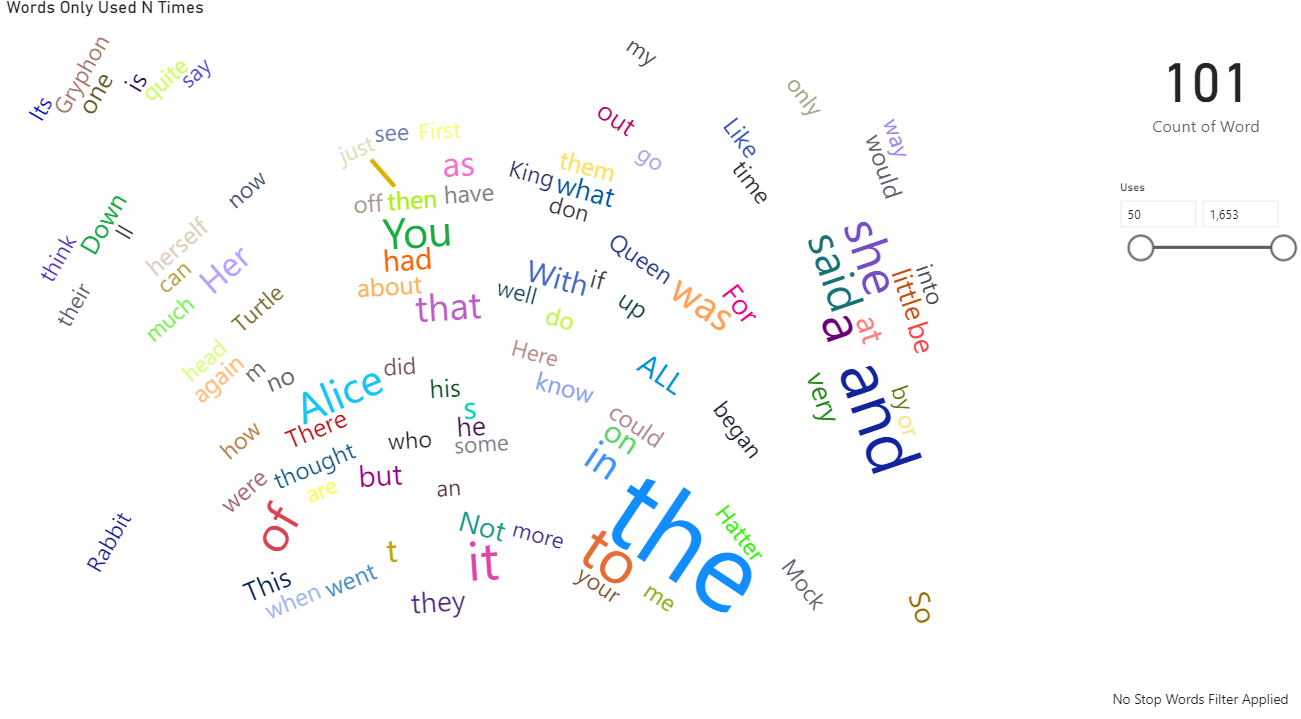 Words Only Used N Times
Its
Gryphon
one
is
quite
say
my
only
101
Count of Word
out
go
Like
time
way
would
just
see
First
as
King
them
what
don
off
then
have
You
had
about
that
now
think
Down
ll
their
herself
can
Her
much
Turtle
Queen
With
if
well
up
do
was
For
Uses
50
1,653
she
said
into
little
be
a
at
head
again
m
no
Alice
did
his
s
he
some
who
There
Here
know
ALL
could
on
in
began
very
and
by
or
how
were
thought
are
but
of
an
Not
more
it
t
they
This
when
went
Rabbit
the
to
your
me
Hatter
Mock
So
No Stop Words Filter Applied